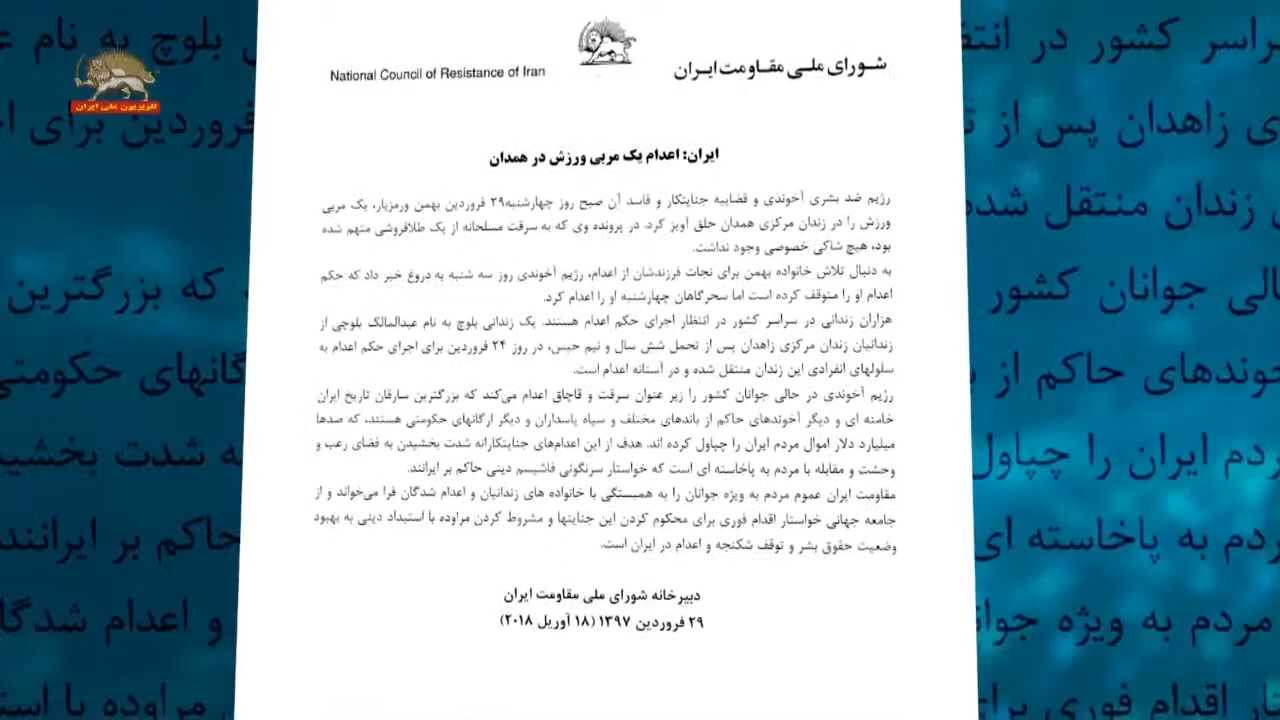 شورای ملی مقاومت ایران
National Council of Resistance of Iran
تلویزیون ملی ایران
ایران: اعدام یک مربی ورزش در همدان
رژیم ضد بشری آخوندی و قضاییه جنایتکار و فاسد آن صبح روز چهارشنبه۲۹ فروردین بهمن ورمزیار، یک مربی
ورزش را در زندان مرکزی همدان حلق آویز کرد. در پرونده وی که به سرقت مسلحانه از یک طلافروشی متهم شده
بود، هیچ شاکی خصوصی وجود نداشت.
به دنبال تلاش خانواده بهمن برای نجات فرزندشان از اعدام، رژیم آخوندی روز سه شنبه به دروغ خبر داد که حکم
اعدام او را متوقف کرده است اما سحرگاهان چهارشنبه او را اعدام کرد.
هزاران زندانی در سراسر کشور در انتظار اجرای حکم اعدام هستند. یک زندانی بلوچ به نام عبدالمالک بلوچی از
زندانیان زندان مرکزی زاهدان پس از تحمل شش سال و نیم حبس، در روز ۲۴ فروردین برای اجرای حکم اعدام به
سلولهای انفرادی این زندان منتقل شده و در آستانه اعدام است.
رژیم آخوندی در حالی جوانان کشور را زیر عنوان سرقت و قاچاق اعدام می‌کند که بزرگترین سارقان تاریخ ایران
خامنه ای و دیگر آخوندهای حاکم از باندهای مختلف و سپاه پاسداران و دیگر ارگانهای حکومتی هستند، که صدها
میلیارد دلار اموال مردم ایران را چپاول کرده اند. هدف از این اعدام‌های جنایتکارانه شدت بخشیدن به فضای رعب و
وحشت و مقابله با مردم به پاخاسته ای است که خواستار سرنگونی فاشیسم دینی حاکم بر ایرانند.
مقاومت ایران عموم مردم به ویژه جوانان را به همبستگی با خانواده های زندانیان و اعدام شدگان فرا می‌خواند و از
جامعه جهانی خواستار اقدام فوری برای محکوم کردن این جنایتها و مشروط کردن مراوده با استبداد دینی به بهبود
وضعیت حقوق بشر و توقف شکنجه و اعدام در ایران است.
دبیرخانه شورای ملی مقاومت ایران
۲۹ فروردین ۱۳۹۷ (۱۸ آوریل ۲۰۱۸)